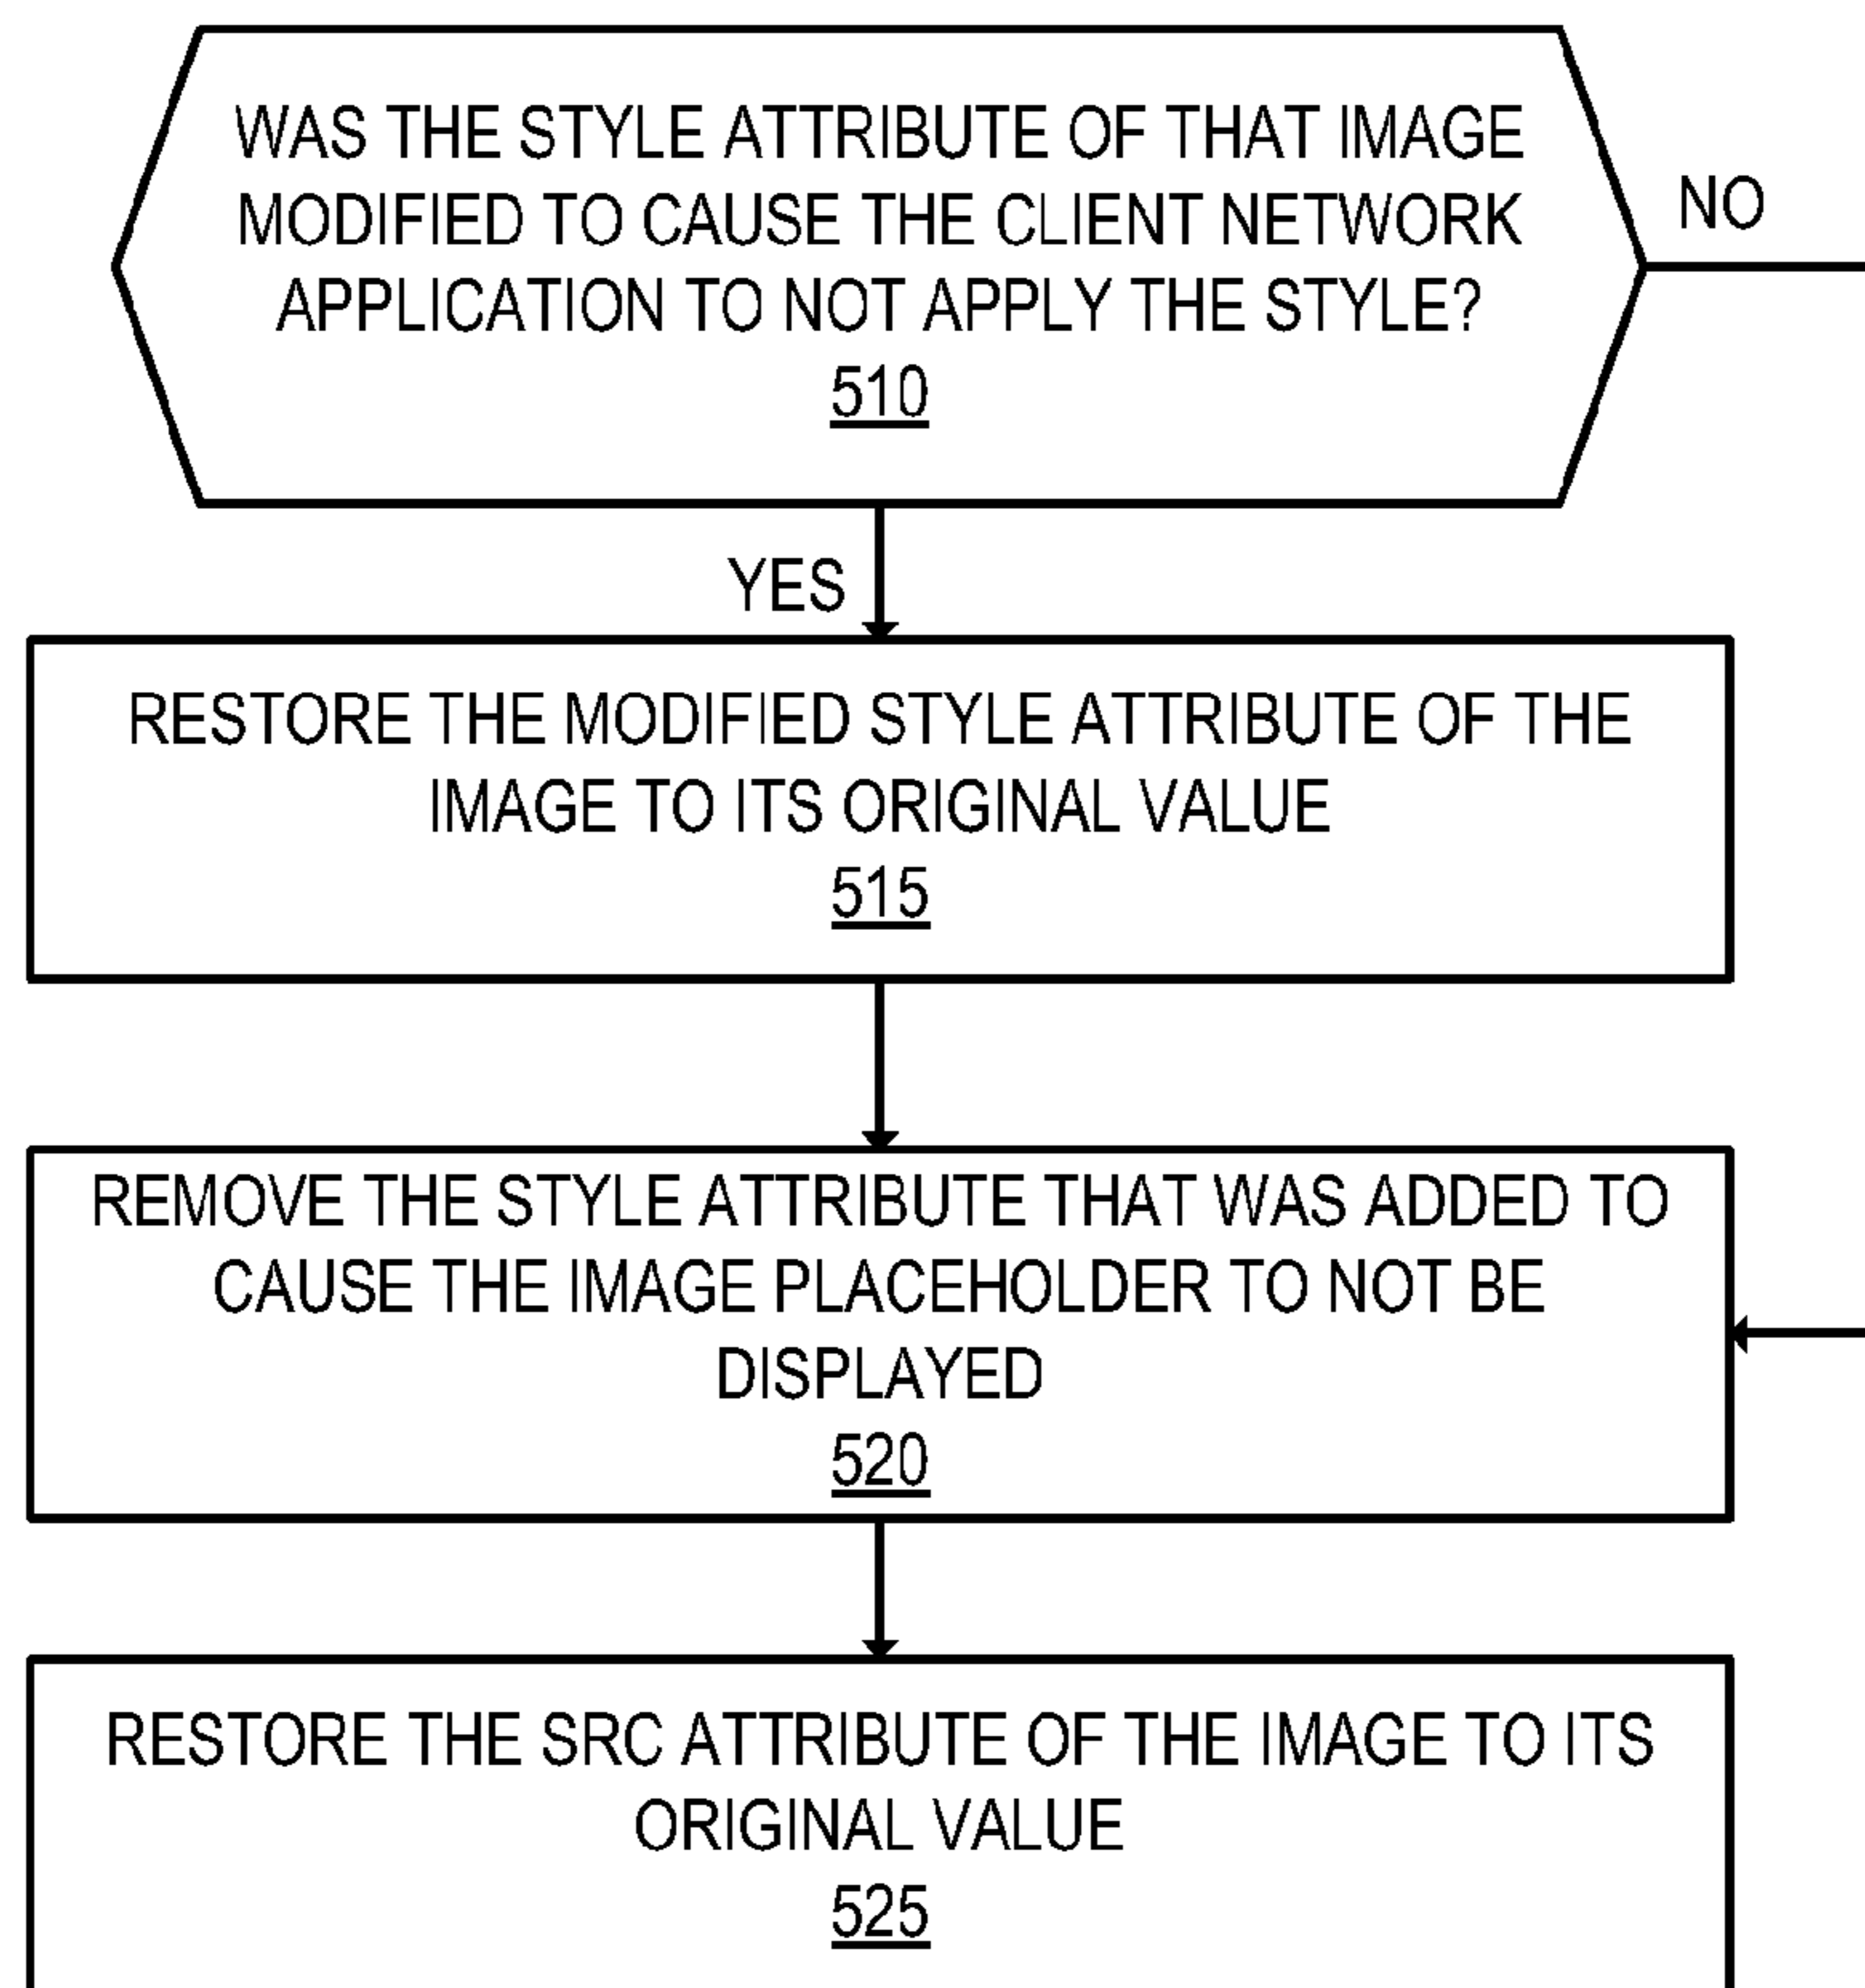 WAS THE STYLE ATTRIBUTE OF THAT IMAGE
MODIFIED TO CAUSE THE CLIENT NETWORK
APPLICATION TO NOT APPLY THE STYLE?
510
NO
YES
RESTORE THE MODIFIED STYLE ATTRIBUTE OF THE
IMAGE TO ITS ORIGINAL VALUE
515
REMOVE THE STYLE ATTRIBUTE THAT WAS ADDED TO
CAUSE THE IMAGE PLACEHOLDER TO NOT BE
DISPLAYED
520
RESTORE THE SRC ATTRIBUTE OF THE IMAGE TO ITS
ORIGINAL VALUE
525